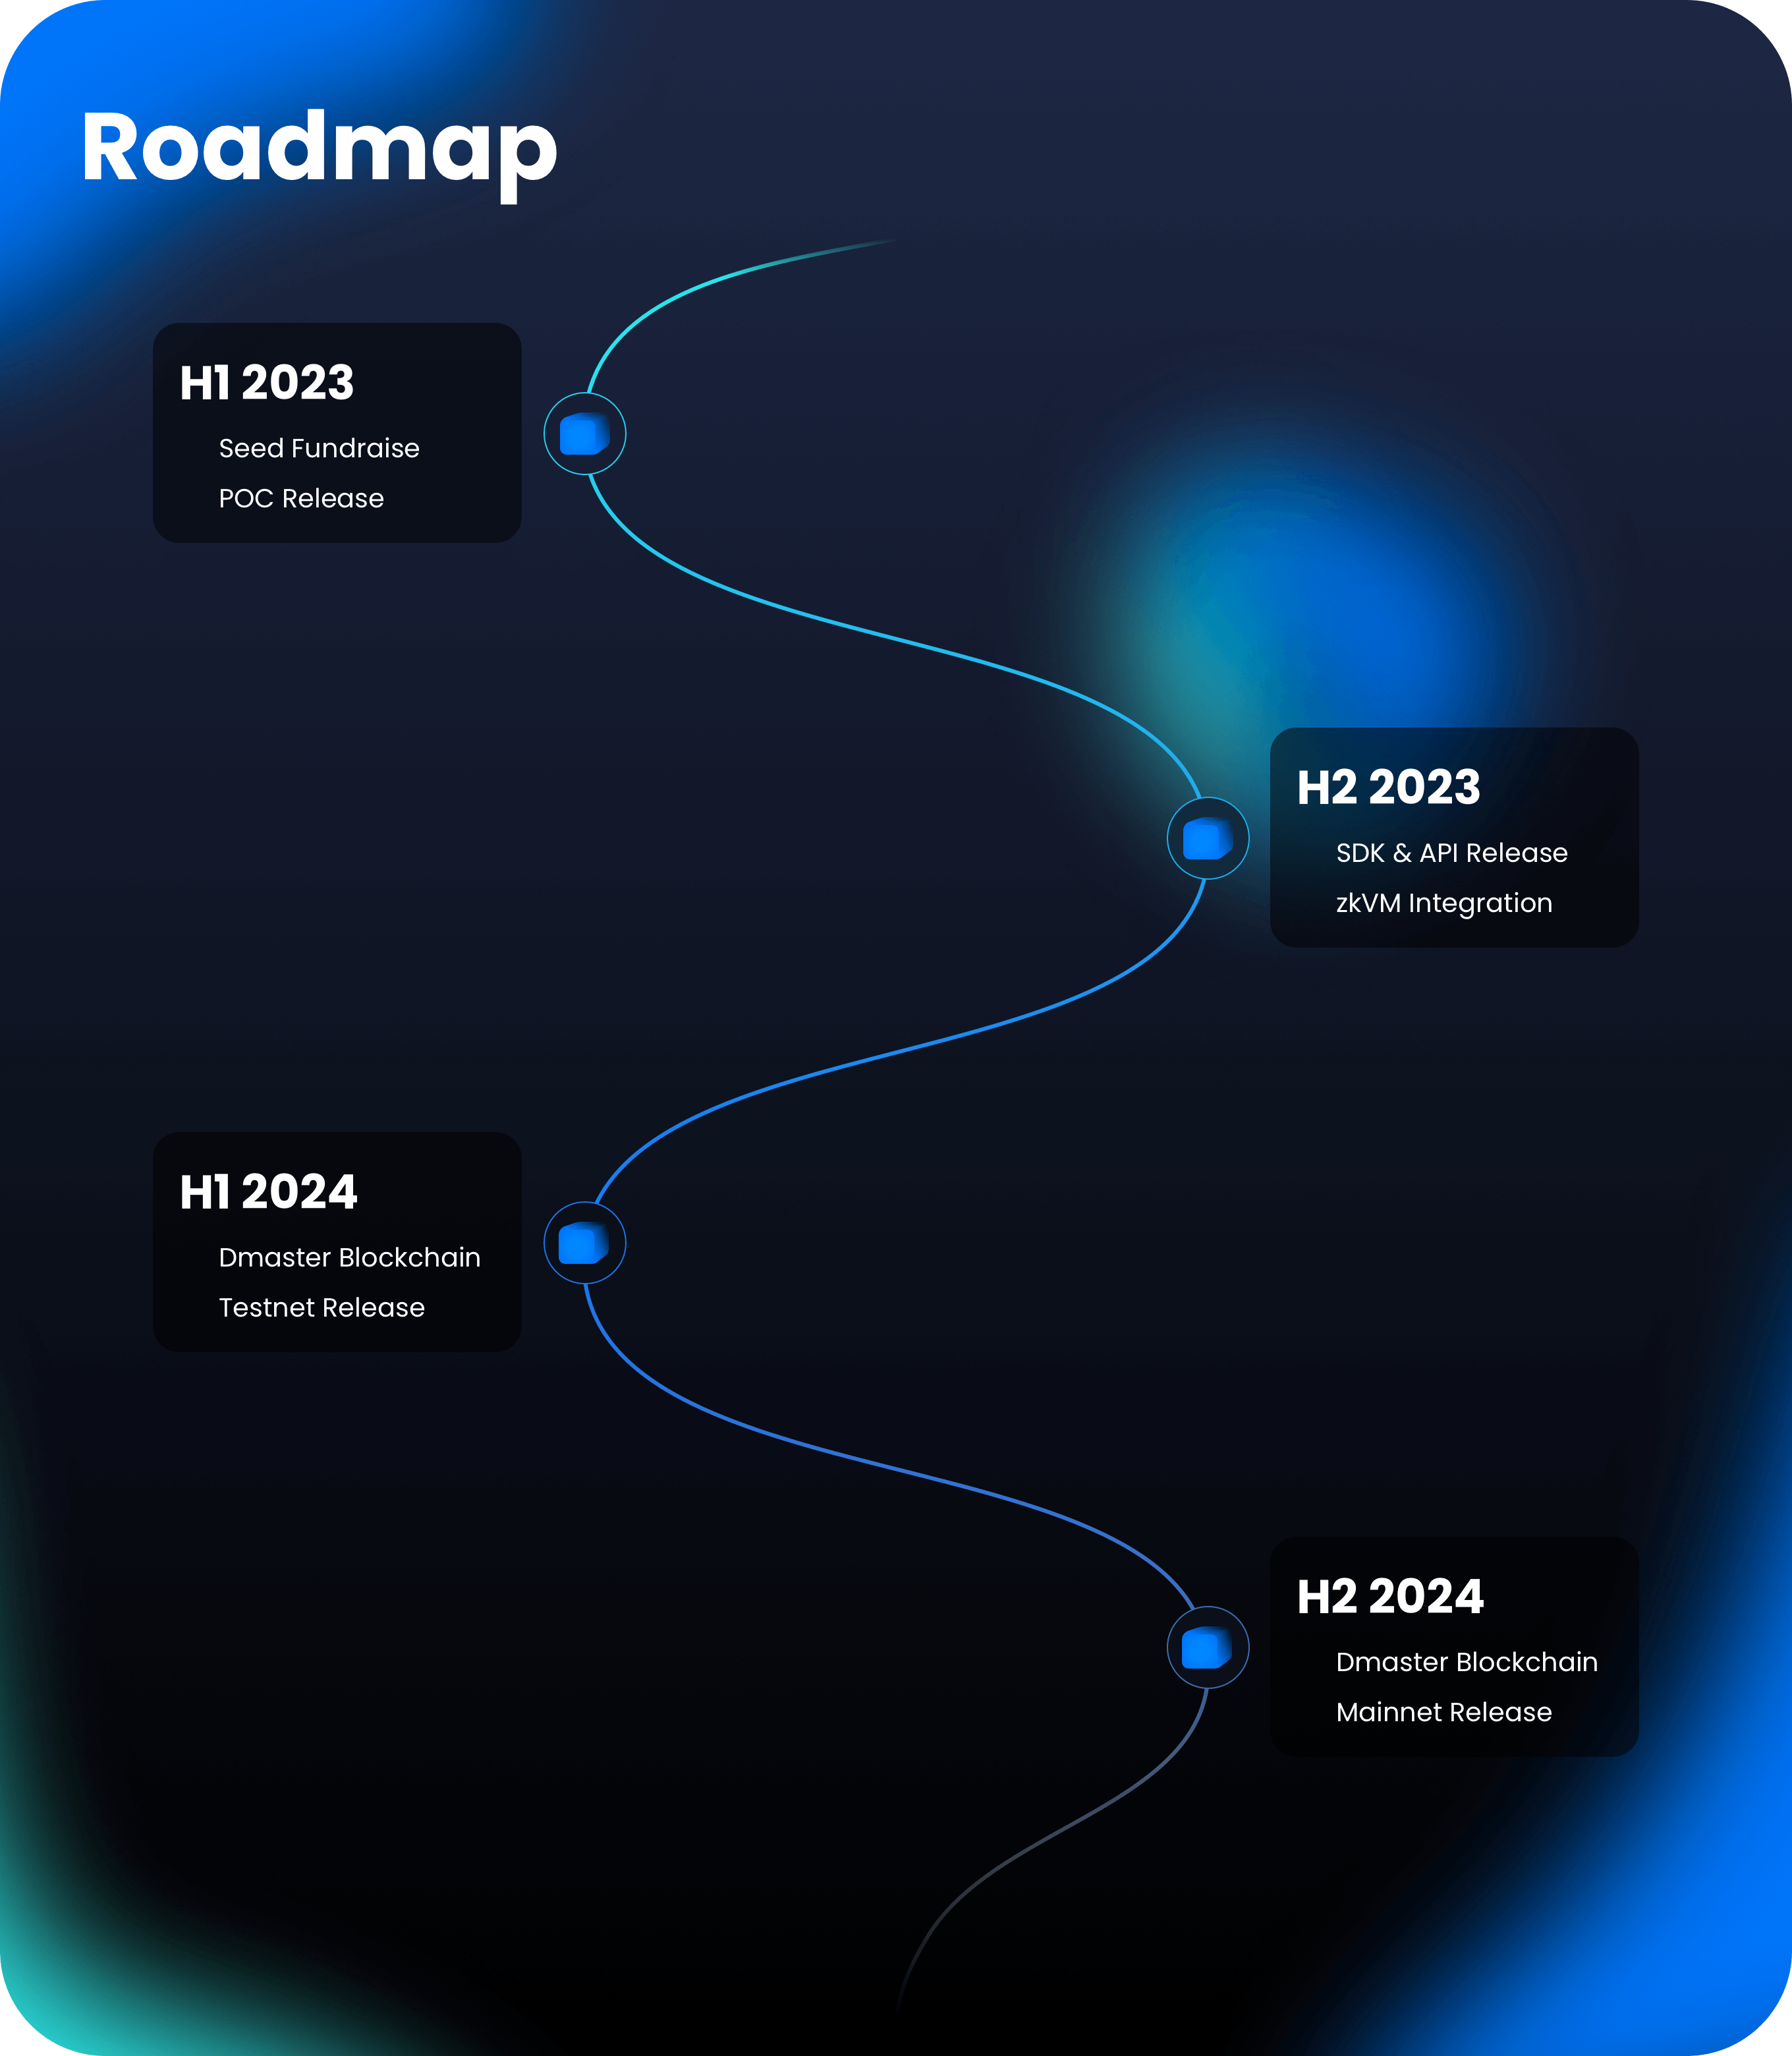 Roadmap
H1 2023
Seed Fundraise
POC Release
H2 2023
SDK & API Release
zkVM Integration
H1 2024
Dmaster Blockchain
Testnet Release
H2 2024
Dmaster Blockchain
Mainnet Release